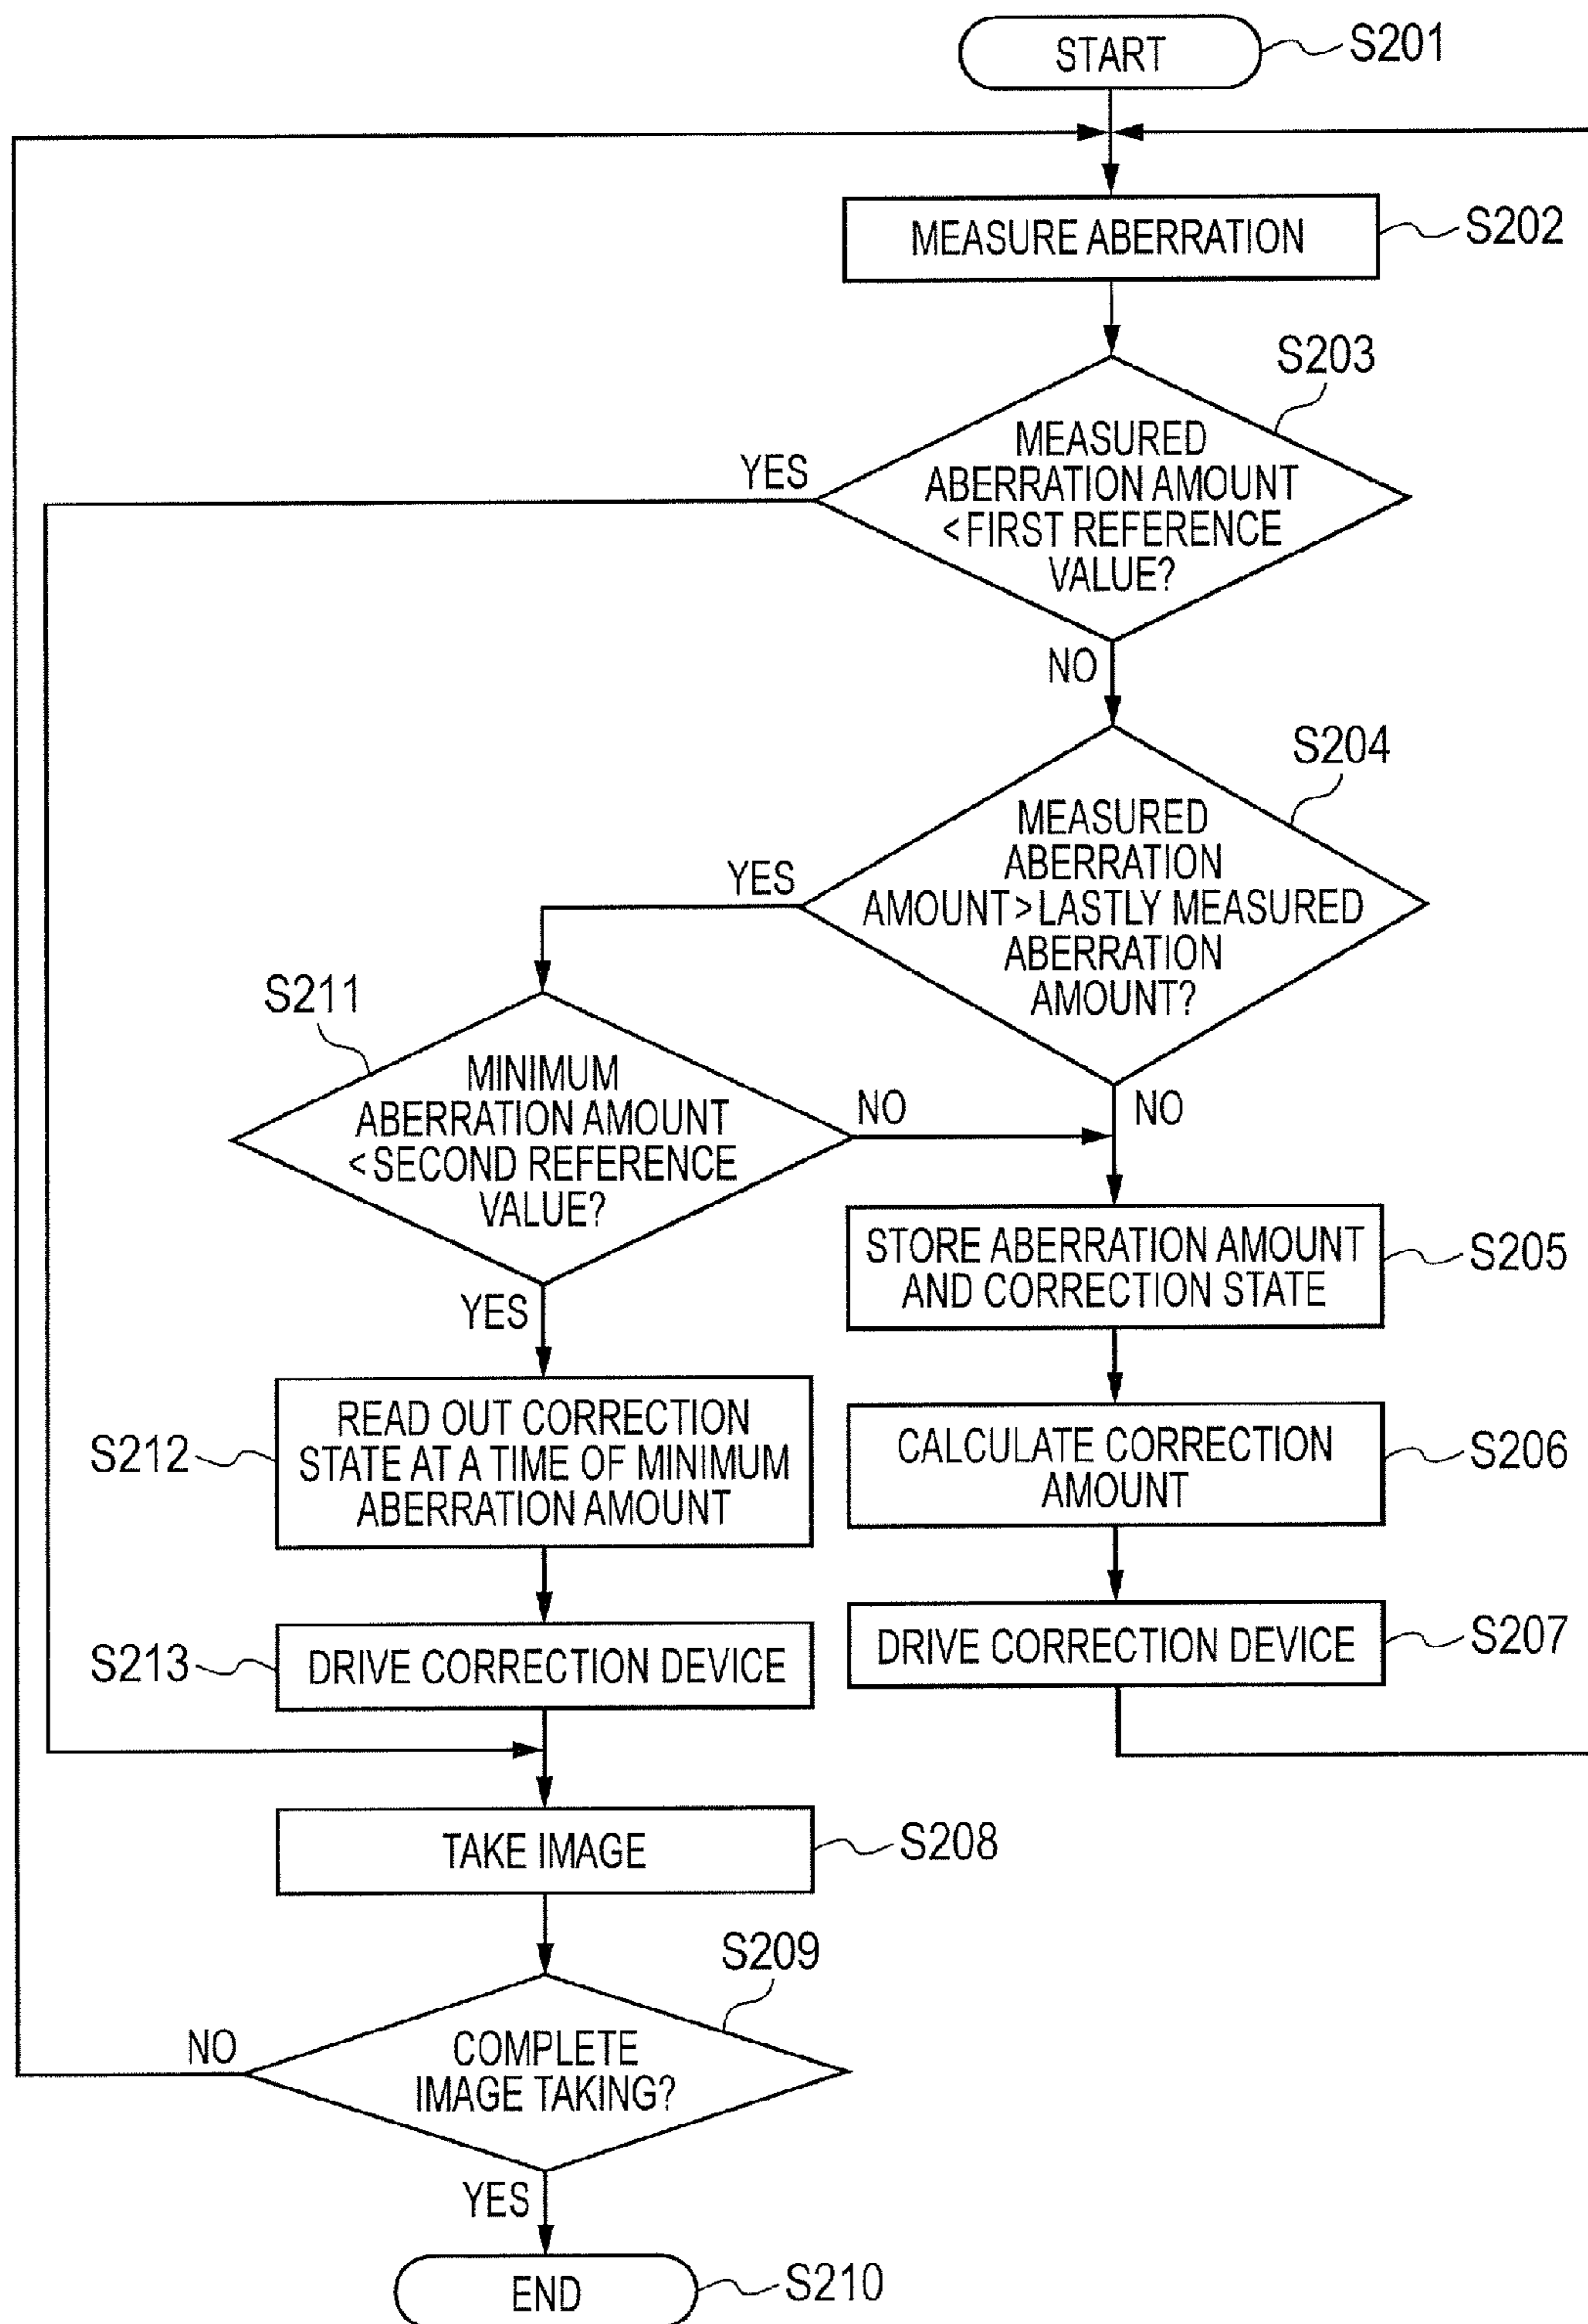 START
S201
MEASURE ABERRATION
S202
S203
MEASURED
ABERRATION AMOUNT
< FIRST REFERENCE
VALUE?
YES
NO
S204
MEASURED
ABERRATION
AMOUNT > LASTLY MEASURED
ABERRATION
AMOUNT?
YES
NO
S211
MINIMUM
ABERRATION AMOUNT
< SECOND REFERENCE
VALUE?
NO
YES
STORE ABERRATION AMOUNT
AND CORRECTION STATE
S205
READ OUT CORRECTION
STATE AT A TIME OF MINIMUM
ABERRATION AMOUNT
S212
CALCULATE CORRECTION
AMOUNT
S206
DRIVE CORRECTION DEVICE
S213
DRIVE CORRECTION DEVICE
S207
TAKE IMAGE
S208
S209
COMPLETE
IMAGE TAKING?
NO
YES
END
S210